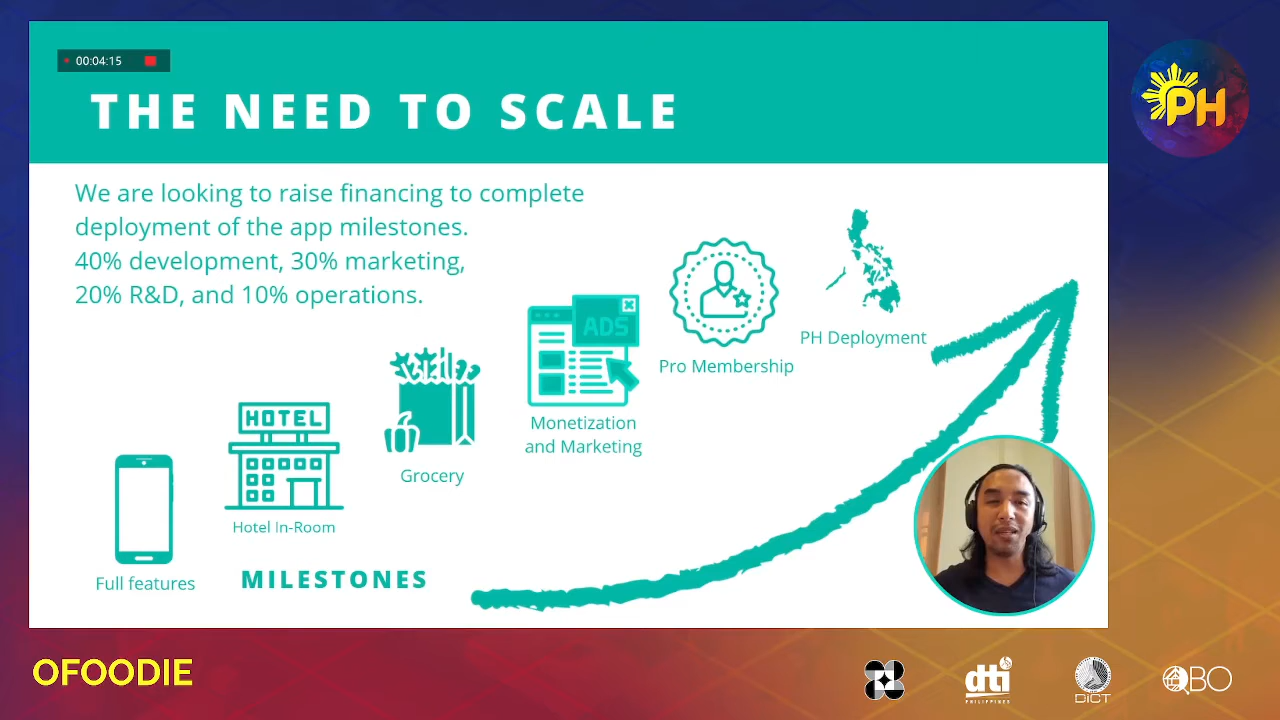 00:04:15
THE NEED TO SCALE
PH
We are looking to raise financing to complete
deployment of the app milestones.
40% development, 30% marketing,
20% R&D, and 10% operations.
ADS
PH Deployment
Pro Membership
HOTEL
Monetization
and Marketing
Grocery
Hotel In-Room
Full features
MILESTONES
OFOODIE
dti
PHILIPPINES
DICT
QBO